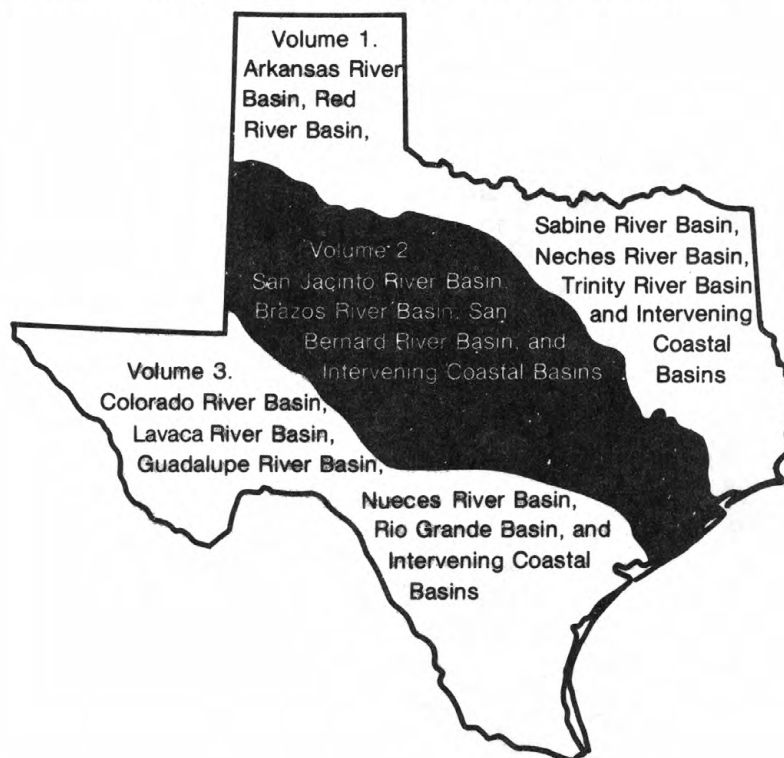 Volume 1.
Arkansas River
Basin, Red
River Basin,
Sabine River Basin,
Neches River Basin,
Trinity River Basin
and Intervening
Coastal
Basins
Volume 2
San Jacinto River Basin,
Brazos River Basin, San
Bernard River Basin, and
Intervening Coastal Basins
Volume 3.
Colorado River Basin,
Lavaca River Basin,
Guadalupe River Basin,
Nueces River Basin,
Rio Grande Basin, and
Intervening Coastal
Basins